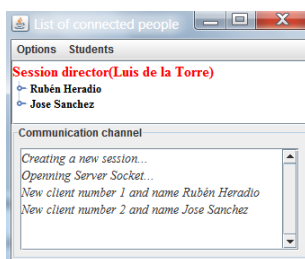 List of connected people
Options Students
Session director(Luis de la Torre)
Rubén Heradio
Jose Sanchez
Communication channel
Creating a new session...
Openning Server Socket...
New client number 1 and name Rubén Heradio
New client number 2 and name Jose Sanchez